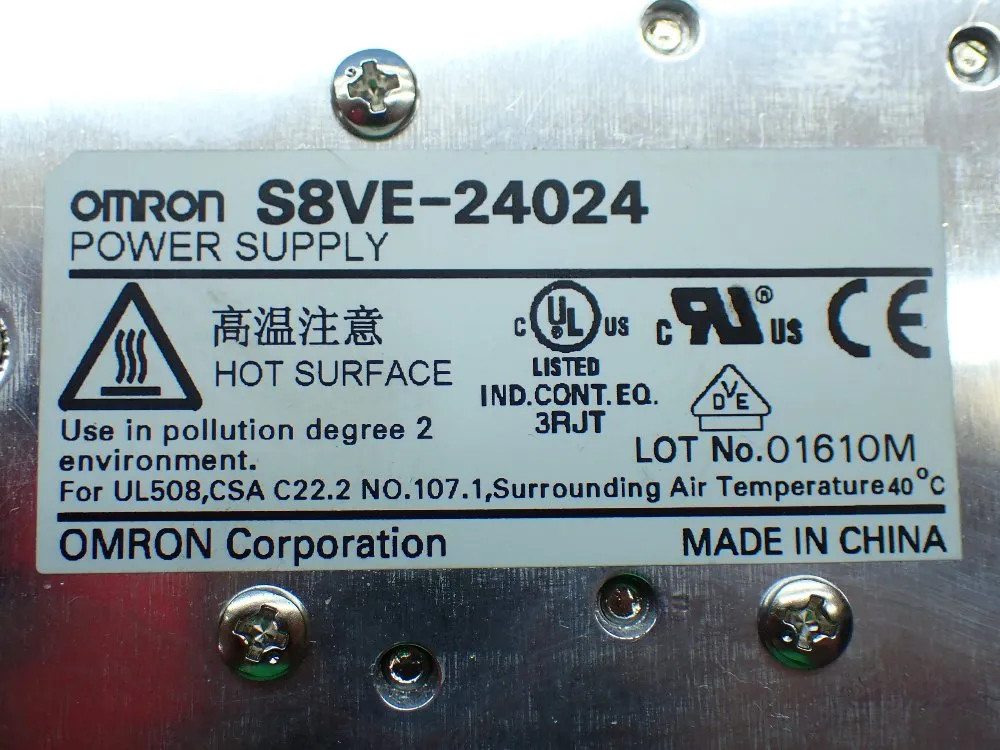 omron S8VE-24024
POWER SUPPLY
高温注意
HOT SURFACE
C UL US
LISTED
IND.CONT.EQ.
3RJT
C RU® US
CE
VDE
Use in pollution degree 2
environment.
LOT No.01610M
For UL508,CSA C22.2 NO.107.1,Surrounding Air Temperature 40°C
OMRON Corporation
MADE IN CHINA